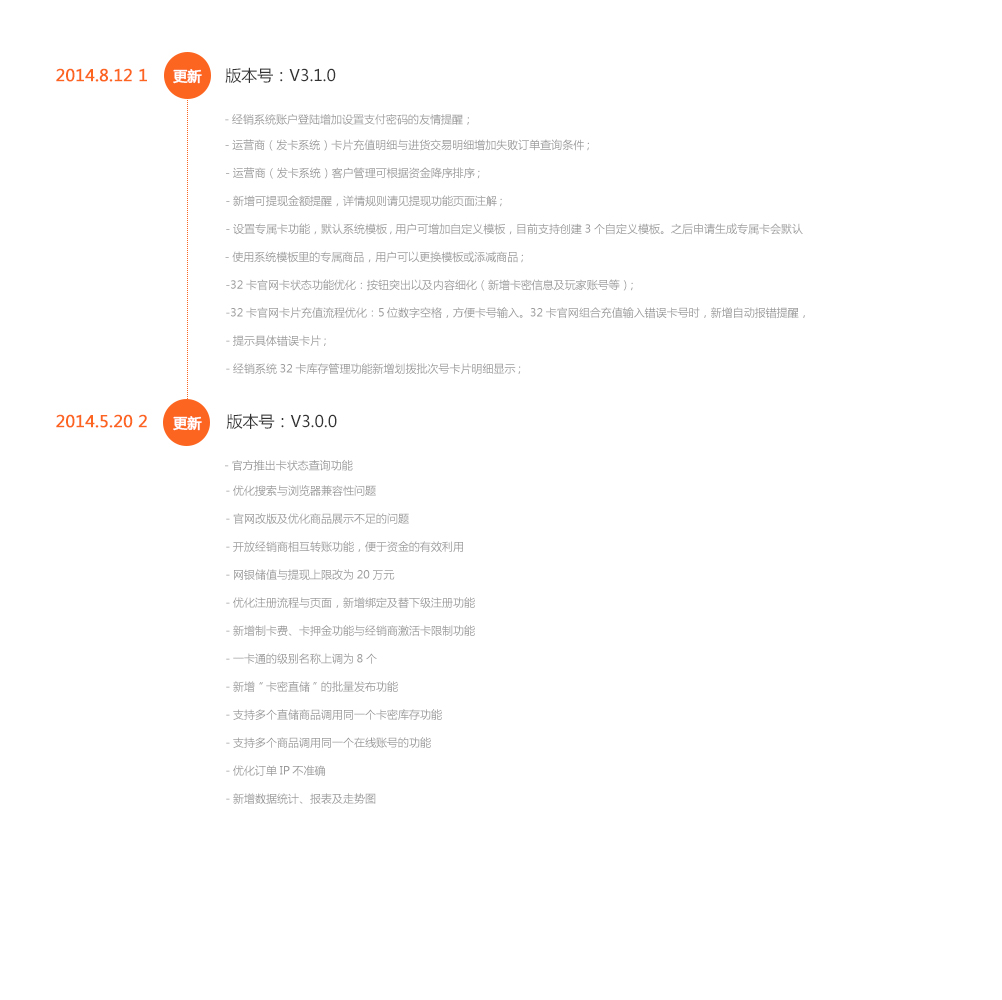 2014.8.12 1 更新 版本号：V3.1.0
- 经销系统账户登陆增加设置支付密码的友情提醒；
- 运营商（发卡系统）卡片充值明细与进货交易明细增加失败订单查询条件；
- 运营商（发卡系统）客户管理可根据资金降序排序；
- 新增可提现金额提醒，详情规则请见提现功能页面注解；
- 设置专属卡功能，默认系统模板，用户可增加自定义模板，目前支持创建 3 个自定义模板。之后申请生成专属卡会默认
- 使用系统模板里的专属商品，用户可以更换模板或添减商品；
-32 卡官网卡状态功能优化：按钮突出以及内容细化（新增卡密信息及玩家账号等）；
-32 卡官网卡片充值流程优化：5 位数字空格，方便卡号输入。32 卡官网组合充值输入错误卡号时，新增自动报错提醒，
- 提示具体错误卡片；
- 经销系统 32 卡库存管理功能新增划拨批次号卡片明细显示；
2014.5.20 2 更新 版本号：V3.0.0
- 官方推出卡状态查询功能
- 优化搜索与浏览器兼容性问题
- 官网改版及优化商品展示不足的问题
- 开放经销商相互转账功能，便于资金的有效利用
- 网银储值与提现上限改为 20 万元
- 优化注册流程与页面，新增绑定及替下级注册功能
- 新增制卡费、卡押金功能与经销商激活卡限制功能
- 一卡通的级别名称上调为 8 个
- 新增 " 卡密直储 " 的批量发布功能
- 支持多个直储商品调用同一个卡密库存功能
- 支持多个商品调用同一个在线账号的功能
- 优化订单 IP 不准确
- 新增数据统计、报表及走势图